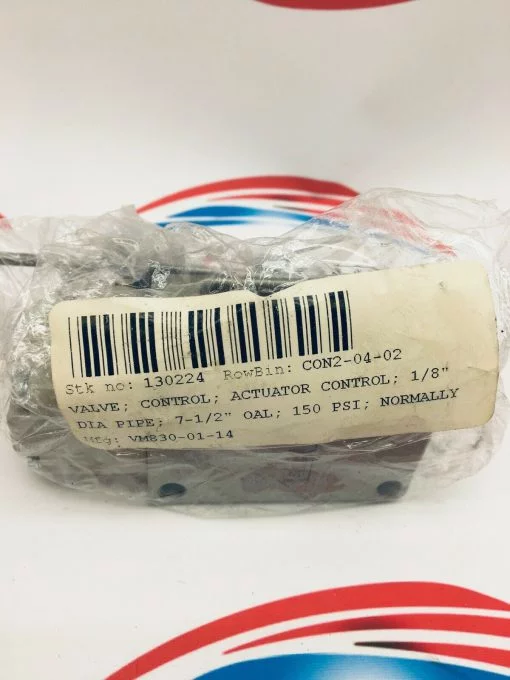 Stk no: 130224 RowBin: CON2-04-02
VALVE; CONTROL; ACTUATOR CONTROL; 1/8"
DIA PIPE; 7-1/2" OAL; 150 PSI; NORMALLY
Mfg: VM830-01-14